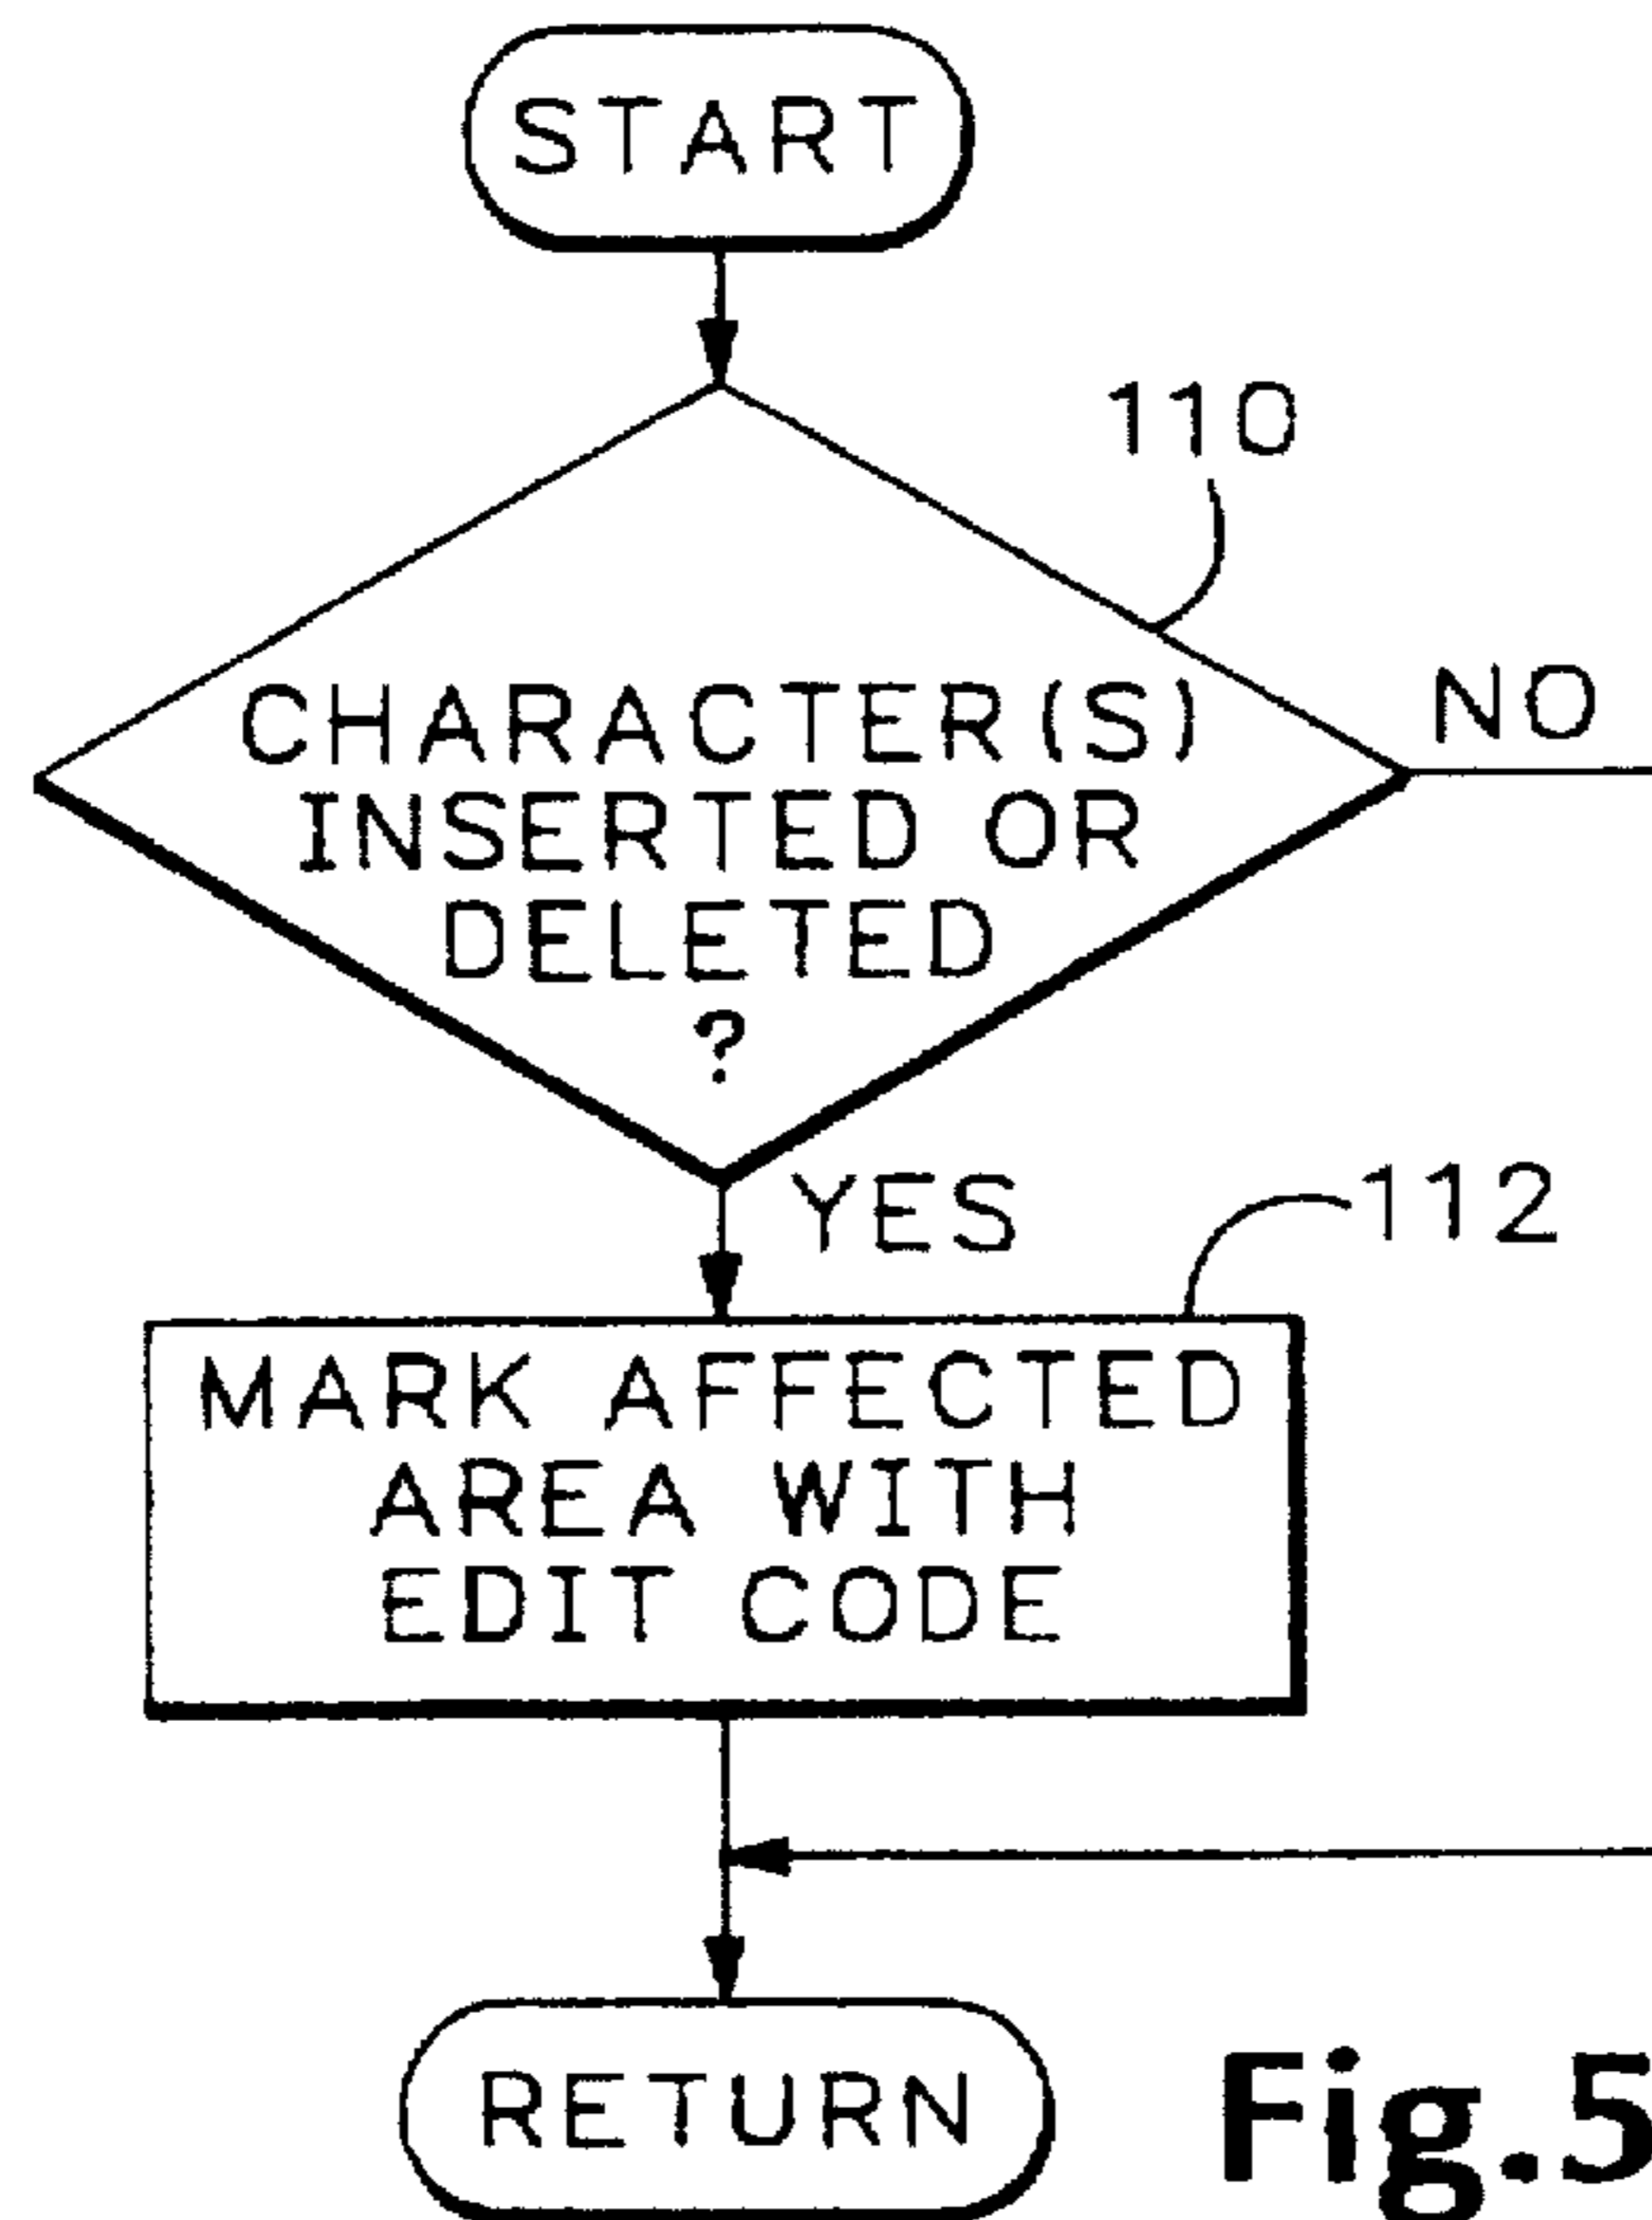 START
110
CHARACTER(S)
INSERTED OR
DELETED
?
NO
YES
112
MARK AFFECTED
AREA WITH
EDIT CODE
RETURN
Fig.5